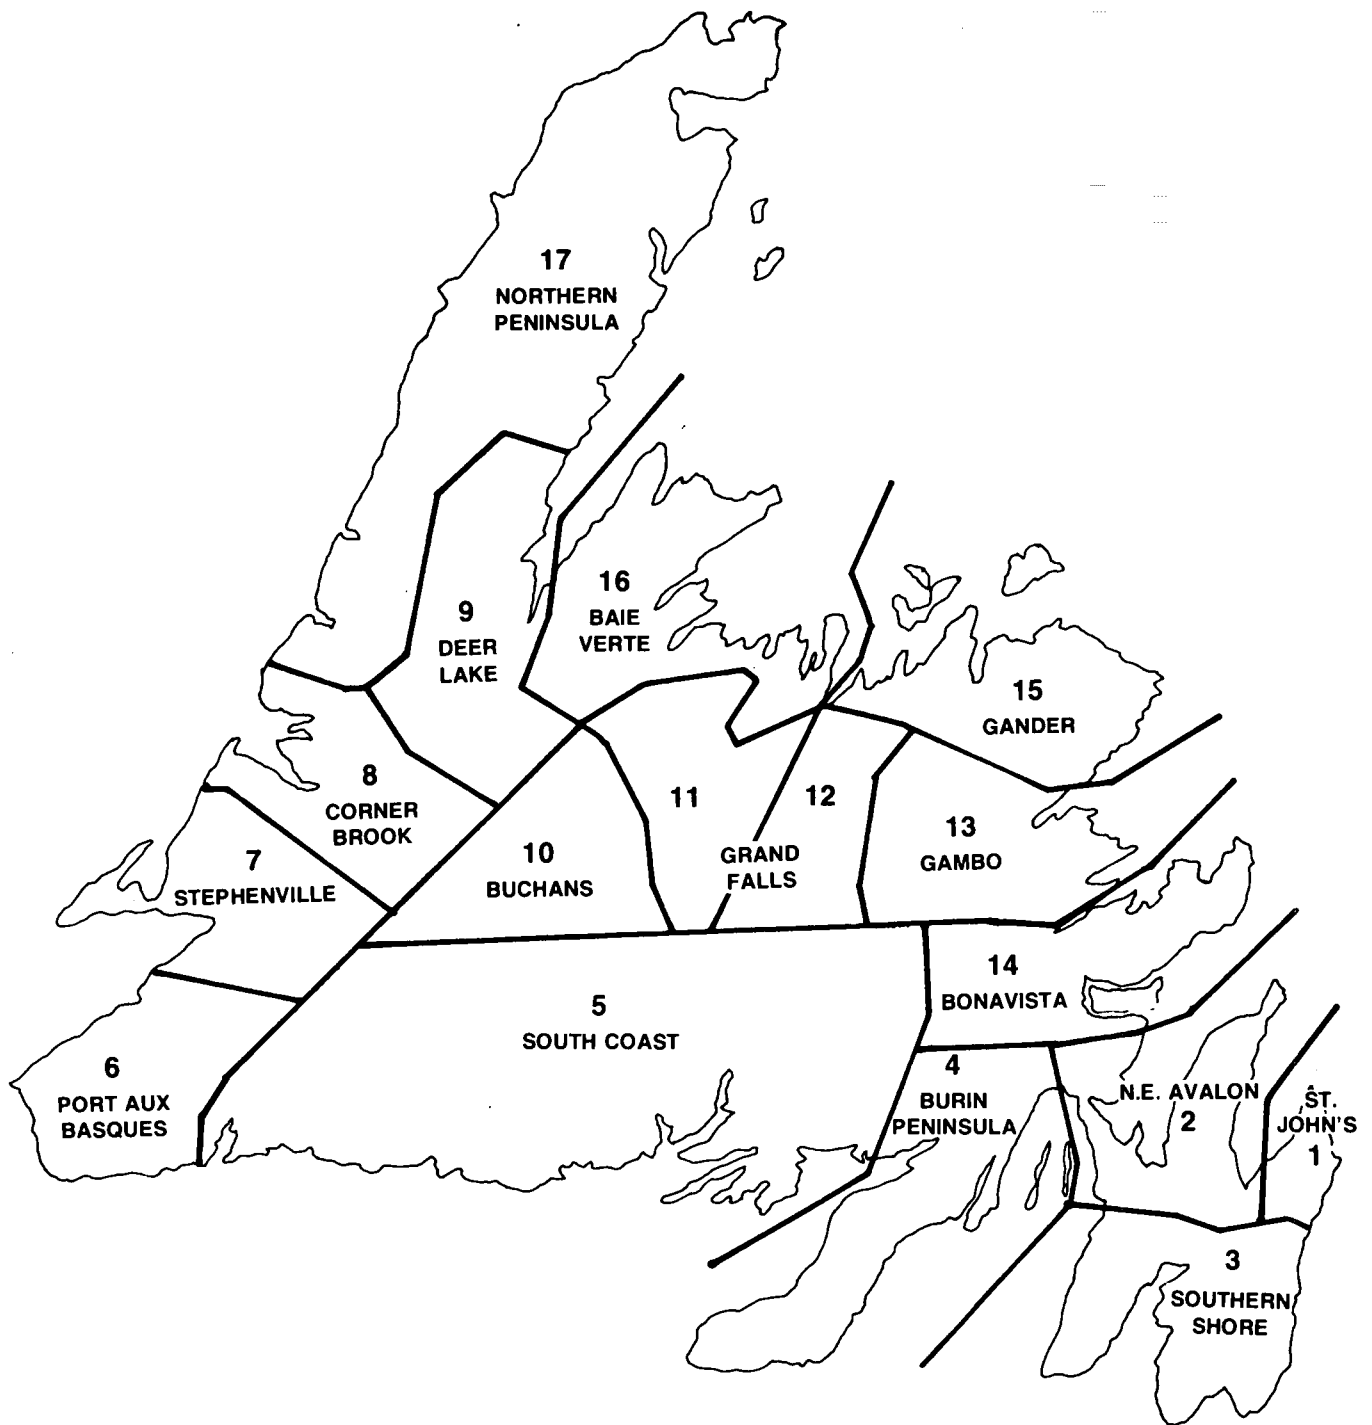 17
NORTHERN
PENINSULA
16
BAIE
VERTE
9
DEER
LAKE
15
GANDER
8
CORNER
BROOK
11
12
GRAND
FALLS
13
GAMBO
7
STEPHENVILLE
10
BUCHANS
14
BONAVISTA
5
SOUTH COAST
6
PORT AUX
BASQUES
4
BURIN
PENINSULA
N.E. AVALON
2
ST.
JOHN'S
1
3
SOUTHERN
SHORE